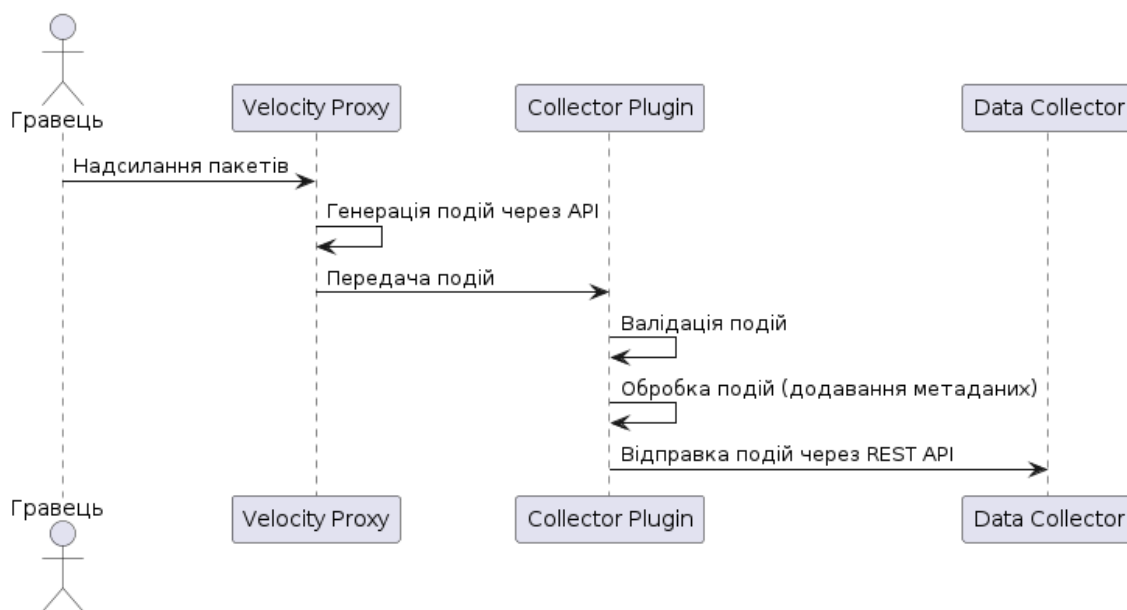 Гравець
Velocity Proxy
Collector Plugin
Data Collector
Надсилання пакетів
Генерація подій через API
Передача подій
Валідація подій
Обробка подій (додавання метаданих)
Відправка подій через REST API
Гравець
Velocity Proxy
Collector Plugin
Data Collector